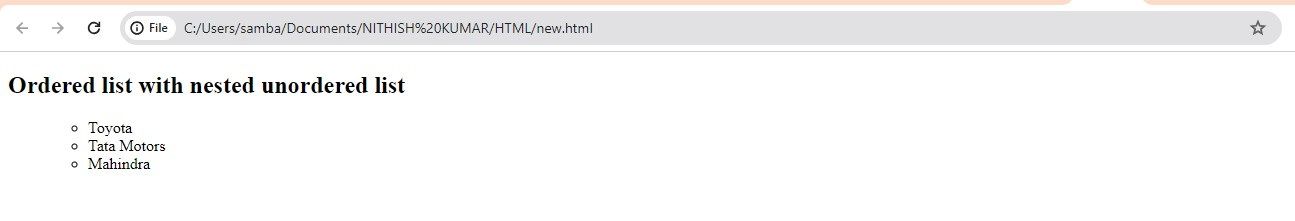 File C:/Users/samba/Documents/NITHISH%20KUMAR/HTML/new.html
Ordered list with nested unordered list
Toyota
Tata Motors
Mahindra